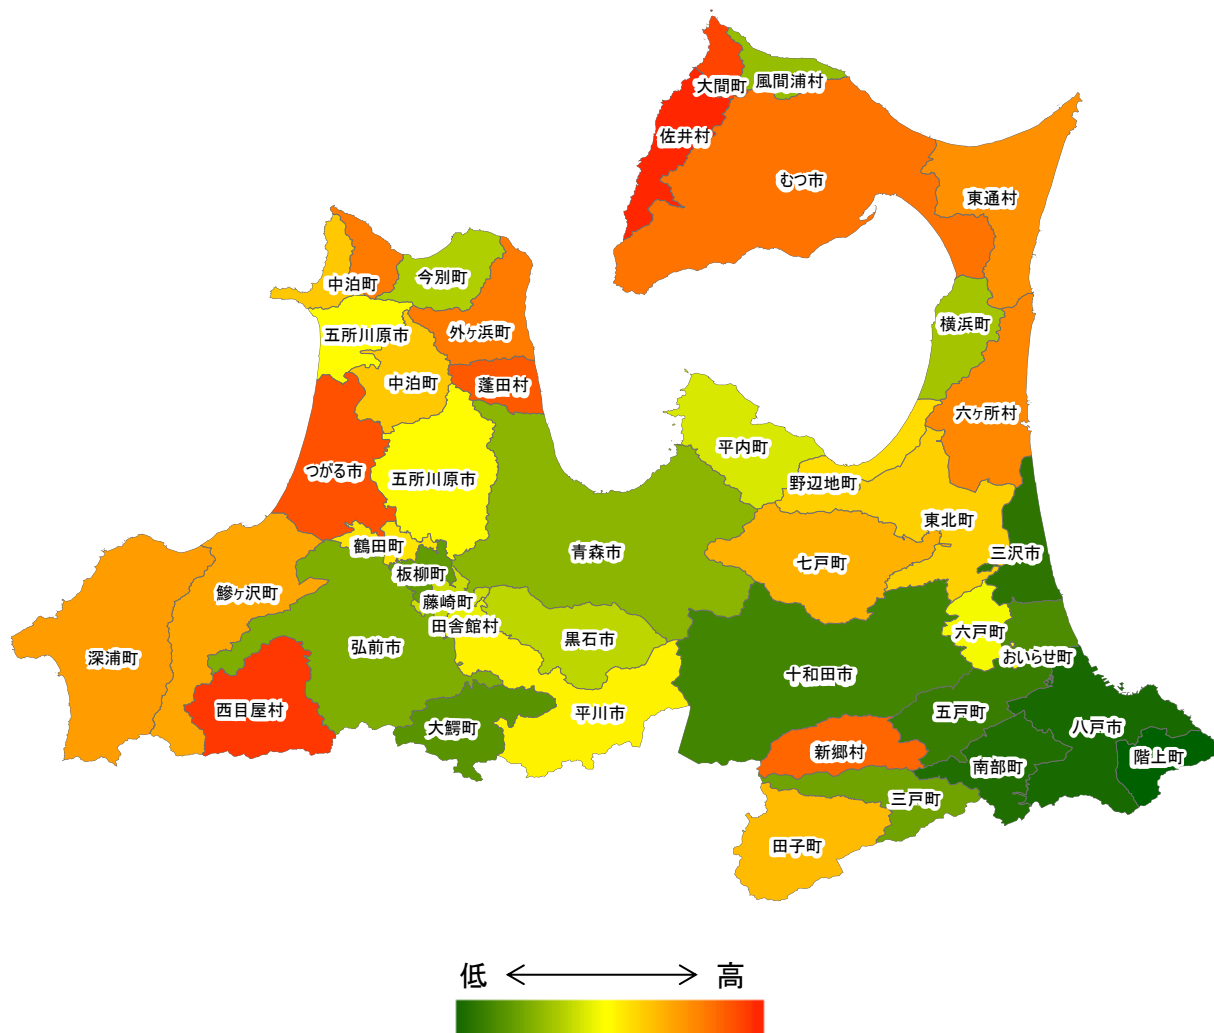 大間町
風間浦村
佐井村
むつ市
東通村
中泊町
今別町
五所川原市
外ヶ浜町
横浜町
中泊町
蓬田村
六ヶ所村
平内町
つがる市
五所川原市
野辺地町
東北町
鶴田町
青森市
三沢市
七戸町
板柳町
鰺ヶ沢町
藤崎町
田舎館村
六戸町
黒石市
弘前市
深浦町
おいらせ町
十和田市
西目屋村
平川市
五戸町
大鰐町
八戸市
新郷村
階上町
南部町
三戸町
田子町
低 高